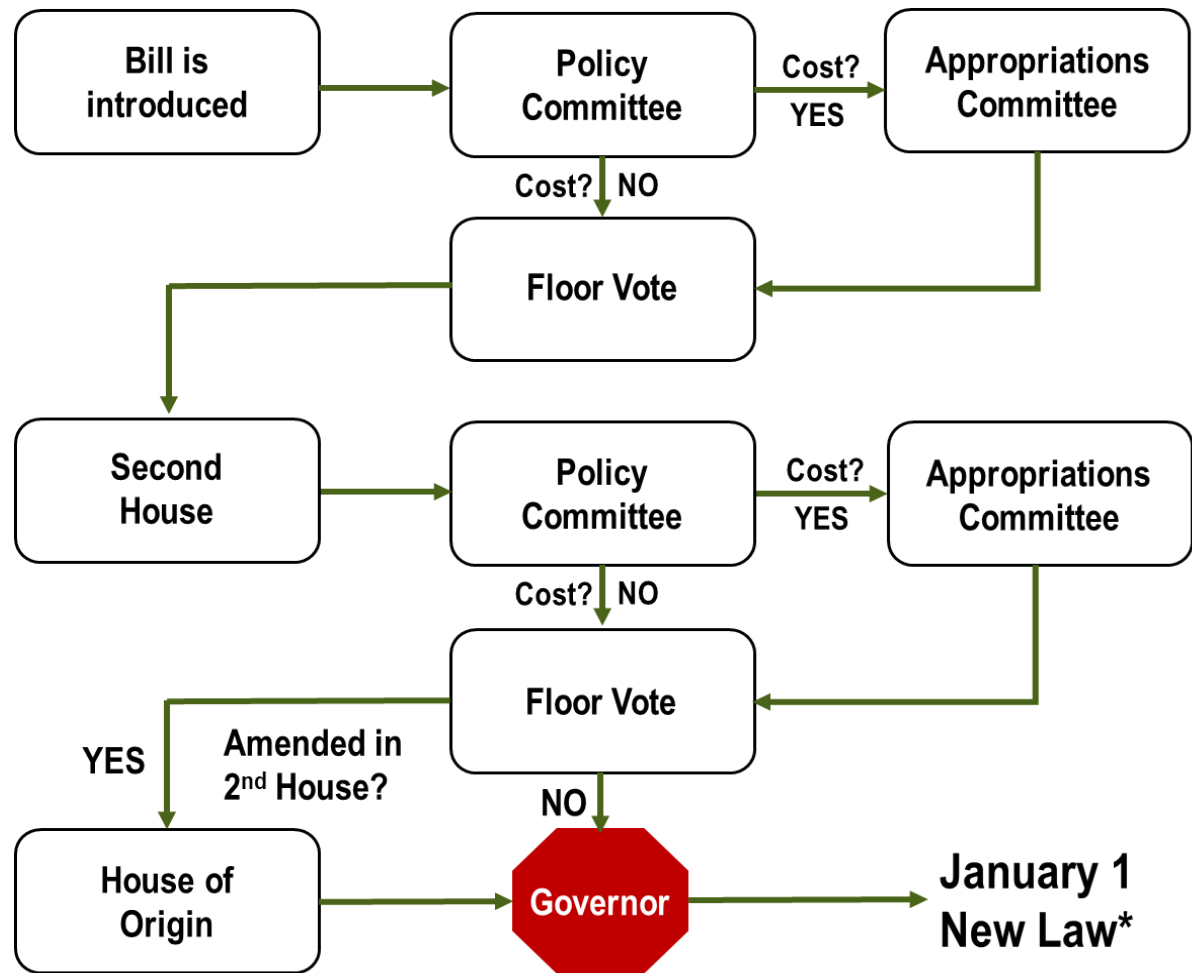 Bill is
introduced
Policy
Committee
Cost?
YES
Appropriations
Committee
Cost? NO
Floor Vote
Second
House
Policy
Committee
Cost?
YES
Appropriations
Committee
Cost? NO
Floor Vote
YES
Amended in
2nd House?
NO
House of
Origin
Governor
January 1
New Law*